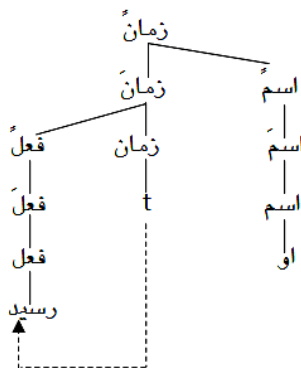 زمانً
اسمً زمانَ
اسمَ زمان فعلً
اسم t فعلَ
او فعل
رسید